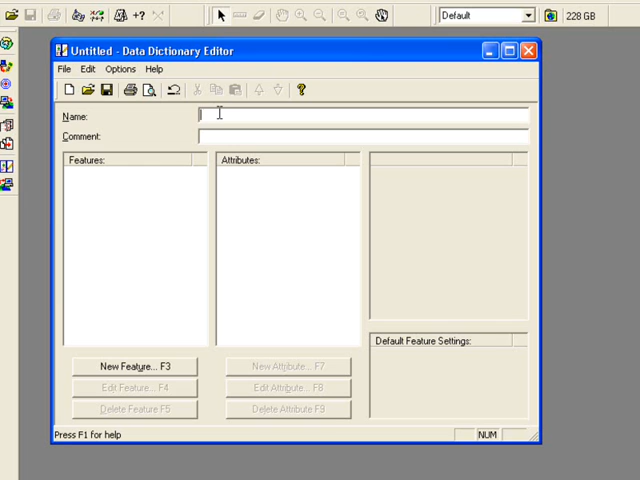 Default
228 GB
Untitled - Data Dictionary Editor
File Edit Options Help
Name:
Comment:
Features: Attributes:
Default Feature Settings:
New Feature... F3 New Attribute... F7
Edit Feature... F4 Edit Attribute... F8
Delete Feature F5 Delete Attribute F9
Press F1 for help NUM